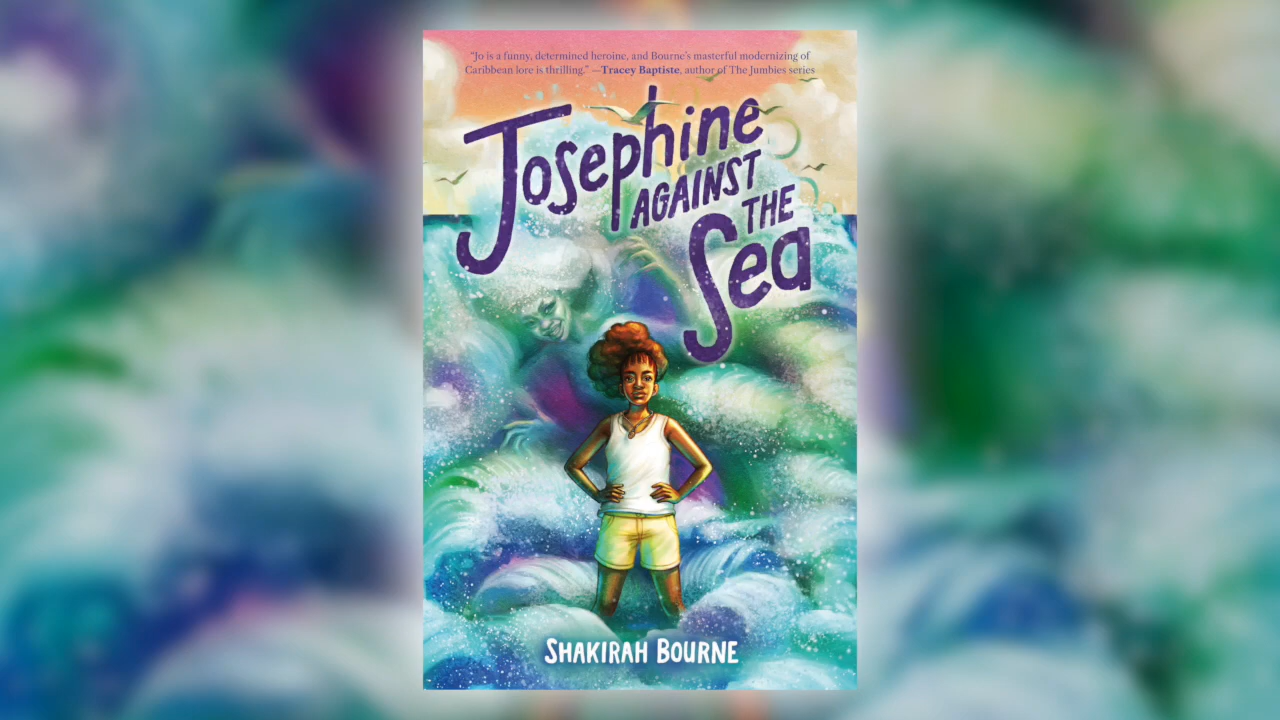 "Jo is a funny, determined heroine, and Bourne's masterful modernizing of
Caribbean lore is thrilling." —Tracey Baptiste, author of The Jumbies series
Josephine
AGAINST
THE
Sea
SHAKIRAH BOURNE